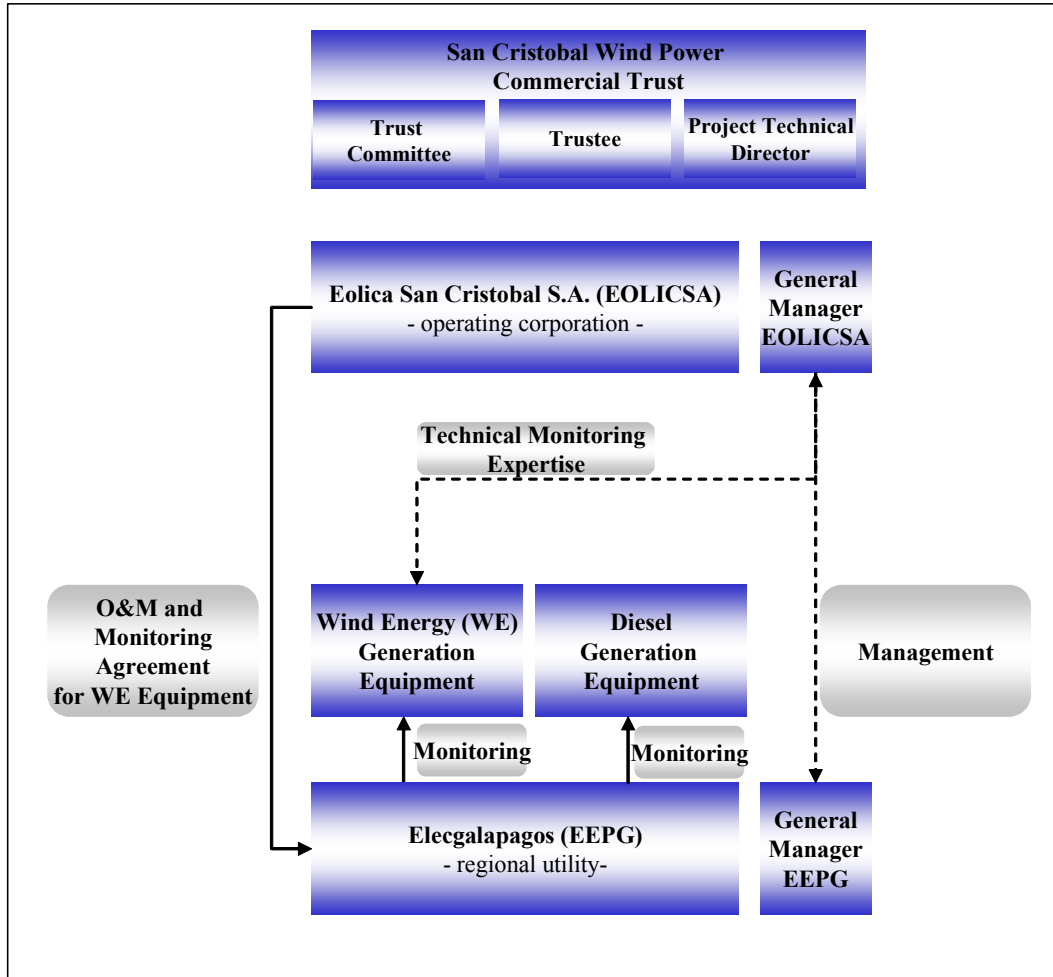 San Cristobal Wind Power
Commercial Trust
Trust
Committee
Trustee
Project Technical
Director
Eolica San Cristobal S.A. (EOLICSA)
- operating corporation -
General
Manager
EOLICSA
Technical Monitoring
Expertise
O&M and
Monitoring
Agreement
for WE Equipment
Wind Energy (WE)
Generation
Equipment
Diesel
Generation
Equipment
Management
Monitoring
Monitoring
Elecgalapagos (EEPG)
- regional utility-
General
Manager
EEPG